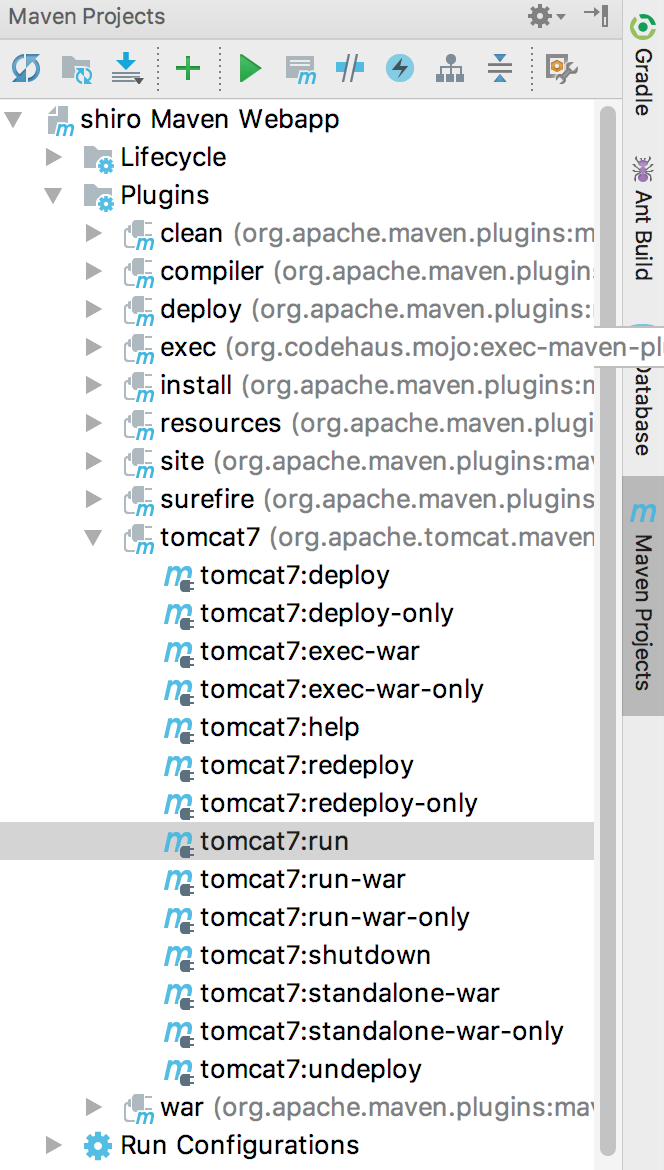 Maven Projects
shiro Maven Webapp
Lifecycle
Plugins
clean (org.apache.maven.plugins:m
compiler (org.apache.maven.plugin
deploy (org.apache.maven.plugins:
exec (org.codehaus.mojo:exec-maven-pl
install (org.apache.maven.plugins:m
resources (org.apache.maven.plugi
site (org.apache.maven.plugins:ma
surefire (org.apache.maven.plugins
tomcat7 (org.apache.tomcat.maven
tomcat7:deploy
tomcat7:deploy-only
tomcat7:exec-war
tomcat7:exec-war-only
tomcat7:help
tomcat7:redeploy
tomcat7:redeploy-only
tomcat7:run
tomcat7:run-war
tomcat7:run-war-only
tomcat7:shutdown
tomcat7:standalone-war
tomcat7:standalone-war-only
tomcat7:undeploy
war (org.apache.maven.plugins:mav
Run Configurations
Gradle
Ant Build
Database
Maven Projects